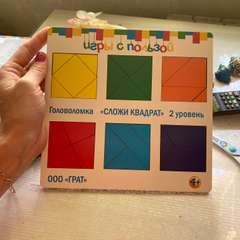 игры с пользой
Головоломка «СЛОЖИ КВАДРАТ» 2 уровень
ООО «ГРАТ»